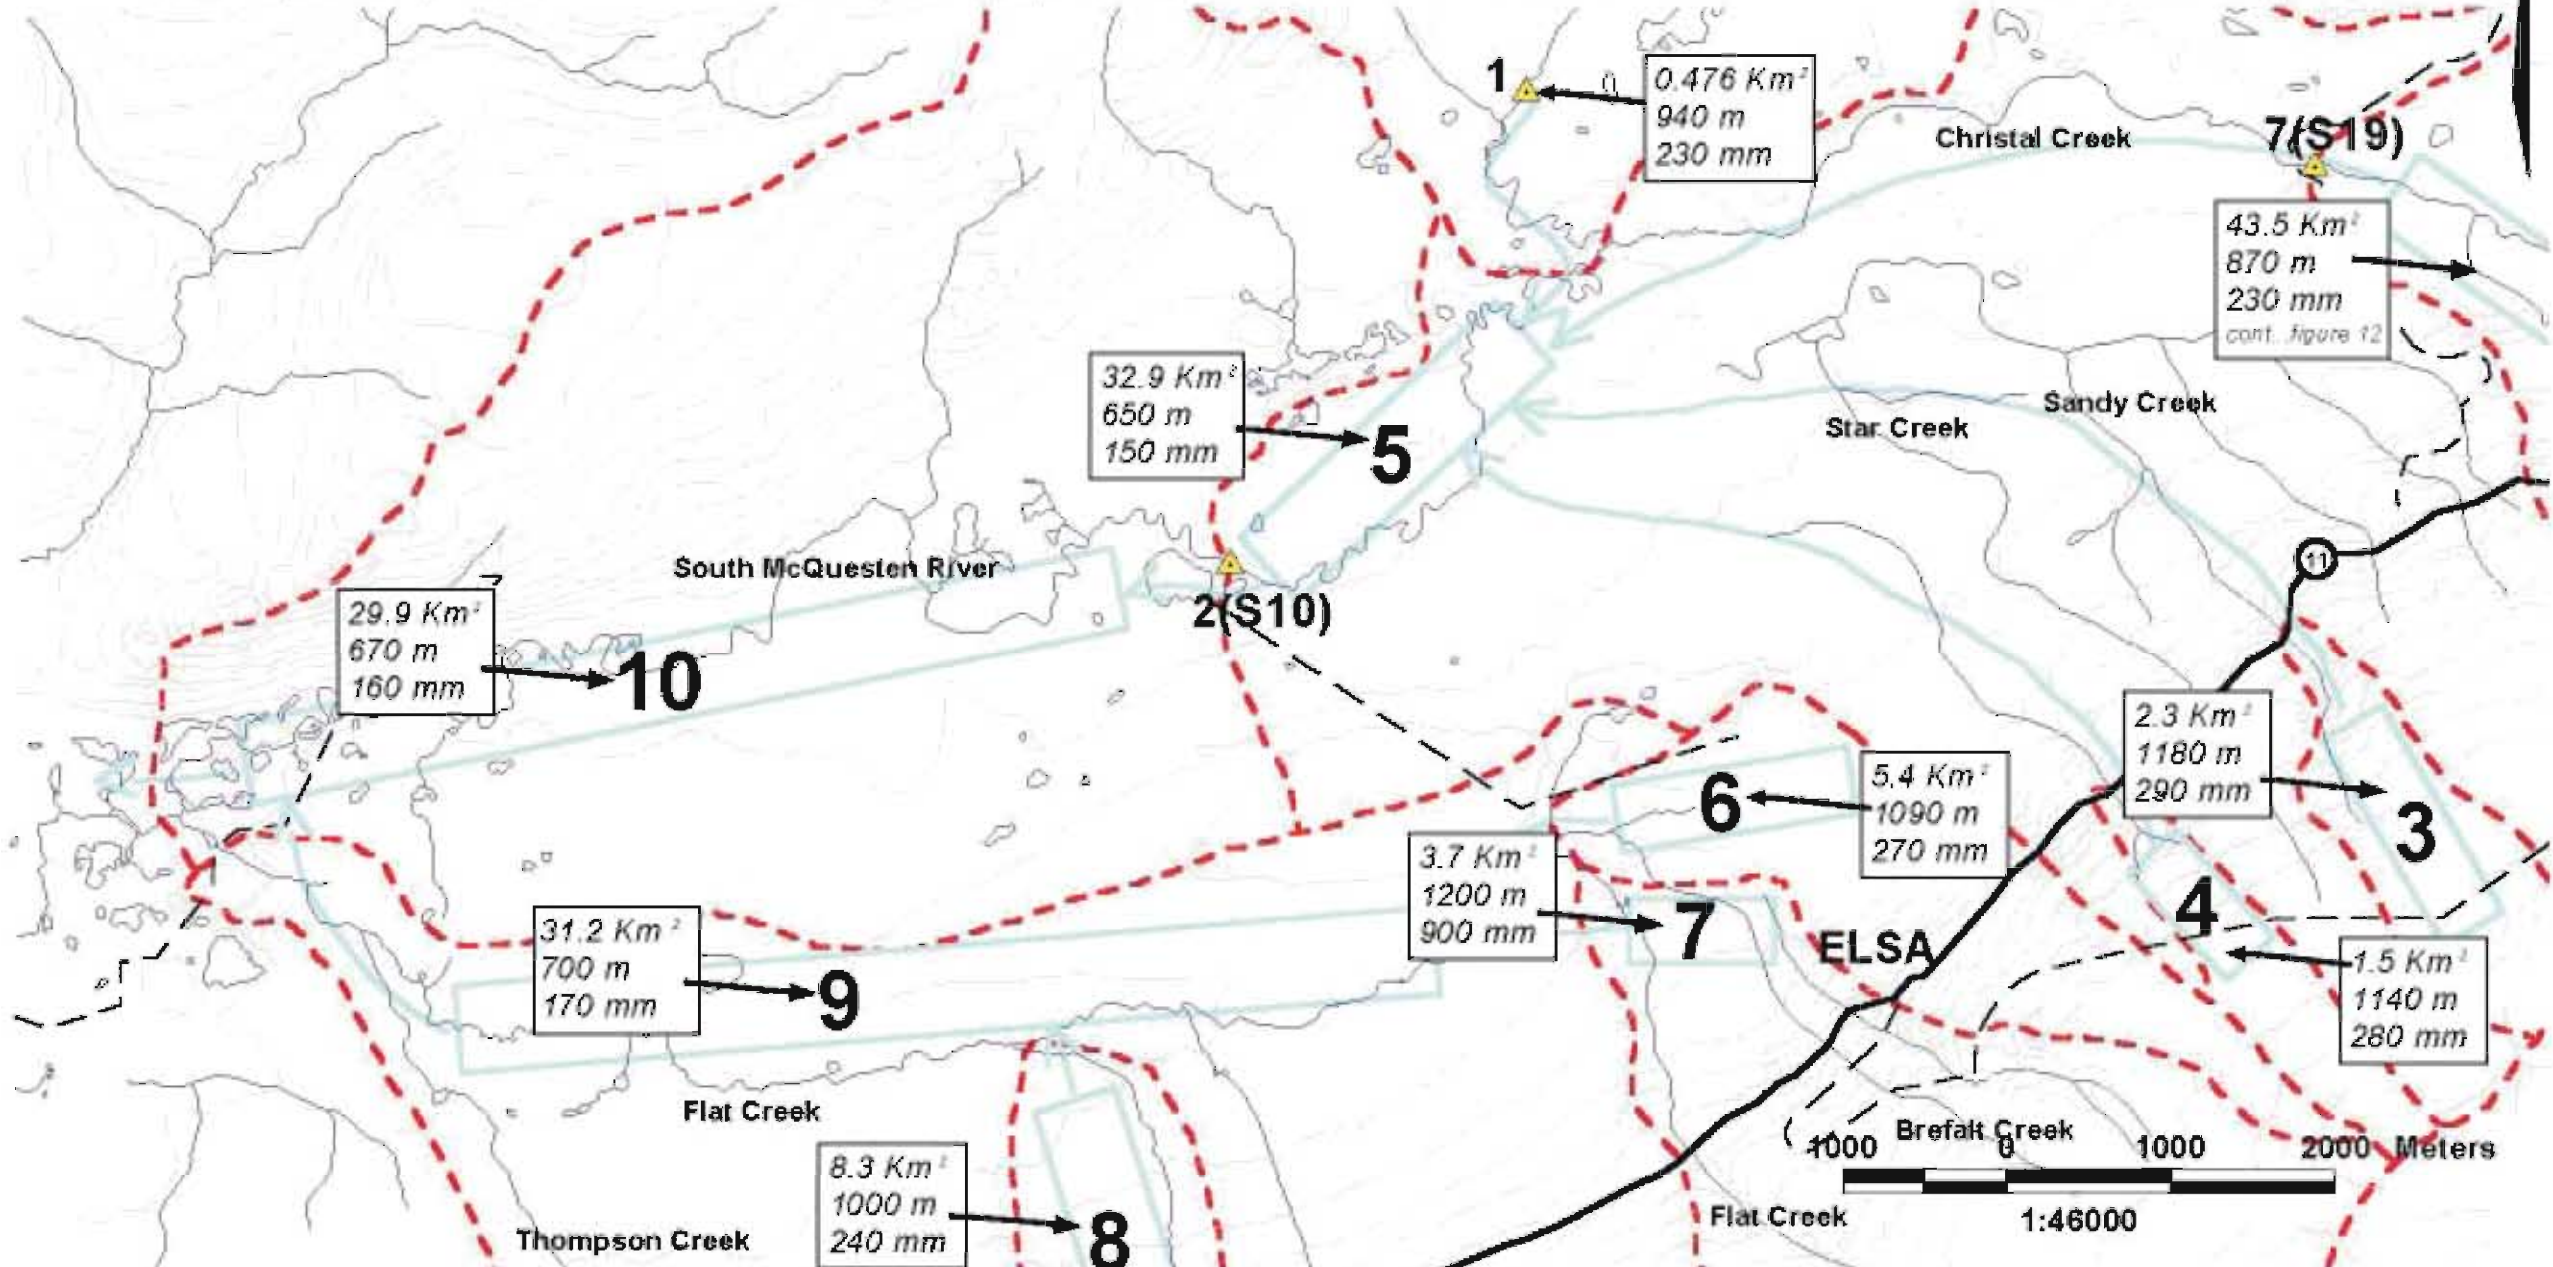 1
0.476 Km²
940 m
230 mm
Christal Creek
7(S19)
43.5 Km²
870 m
230 mm
cont. figure 12
32.9 Km²
650 m
150 mm
5
Sandy Creek
Star Creek
11
South McQuesten River
2(S10)
29.9 Km²
670 m
160 mm
10
2.3 Km²
1180 m
290 mm
3
6
5.4 Km²
1090 m
270 mm
3.7 Km²
1200 m
900 mm
7
4
ELSA
1.5 Km²
1140 m
280 mm
31.2 Km²
700 m
170 mm
9
Flat Creek
Brefalt Creek
1000 0 1000 2000 Meters
1:46000
8.3 Km²
1000 m
240 mm
8
Flat Creek
Thompson Creek